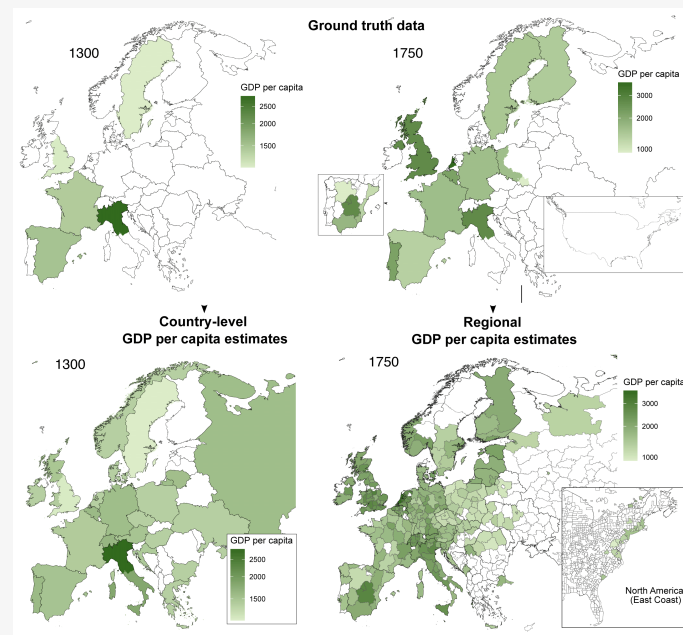 Ground truth data
1300
GDP per capita
2500
2000
1500
1750
GDP per capita
3000
2000
1000
Country-level
GDP per capita estimates
1300
GDP per capita
2500
2000
1500
1000
Regional
GDP per capita estimates
1750
GDP per capita
3000
2000
1000
North America
(East Coast)